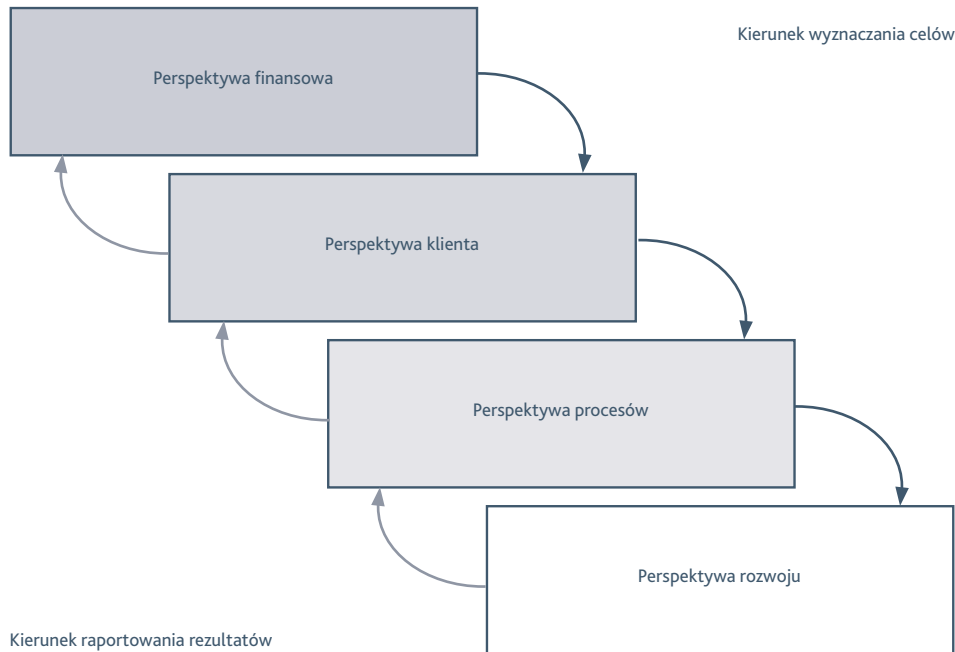 Kierunek wyznaczania celów
Perspektywa finansowa
Perspektywa klienta
Perspektywa procesów
Perspektywa rozwoju
Kierunek raportowania rezultatów